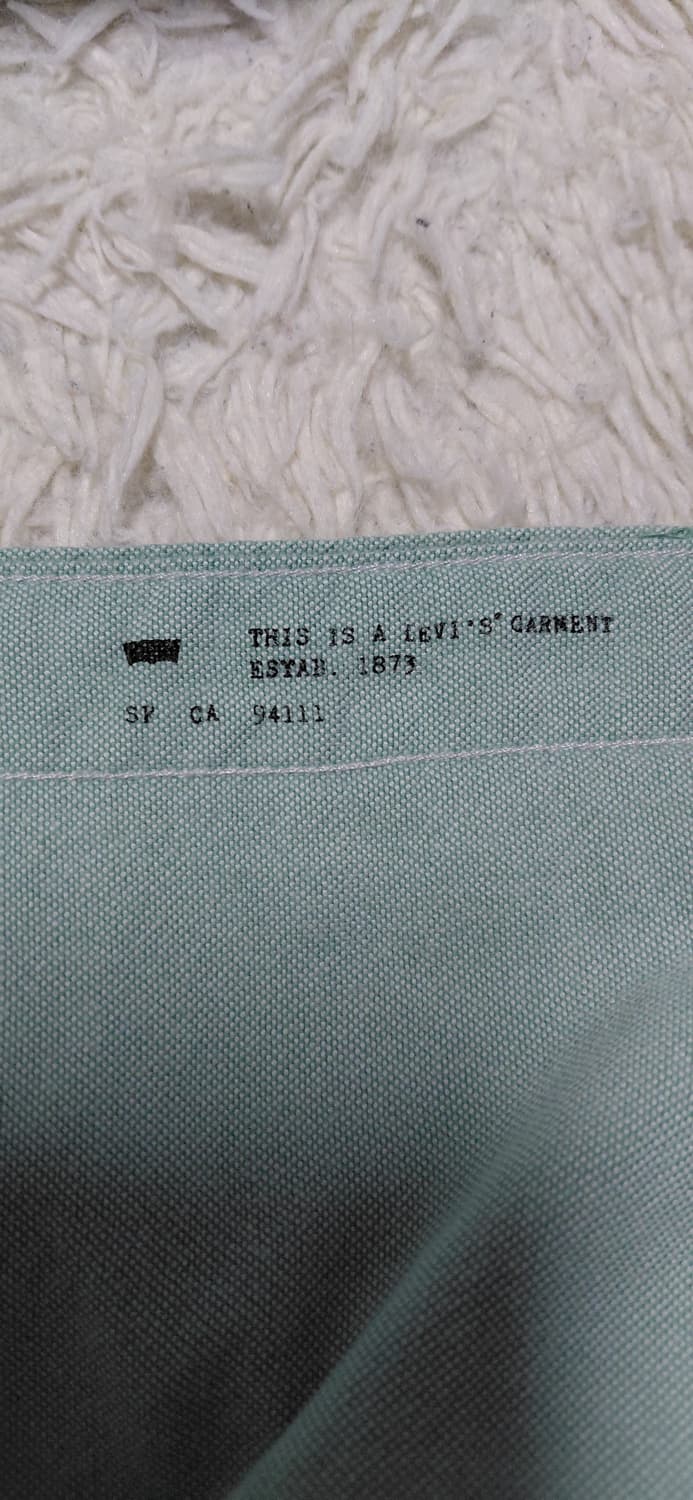 THIS IS A LEVI'S® GARMENT
ESTAB. 1873
SF CA 94111